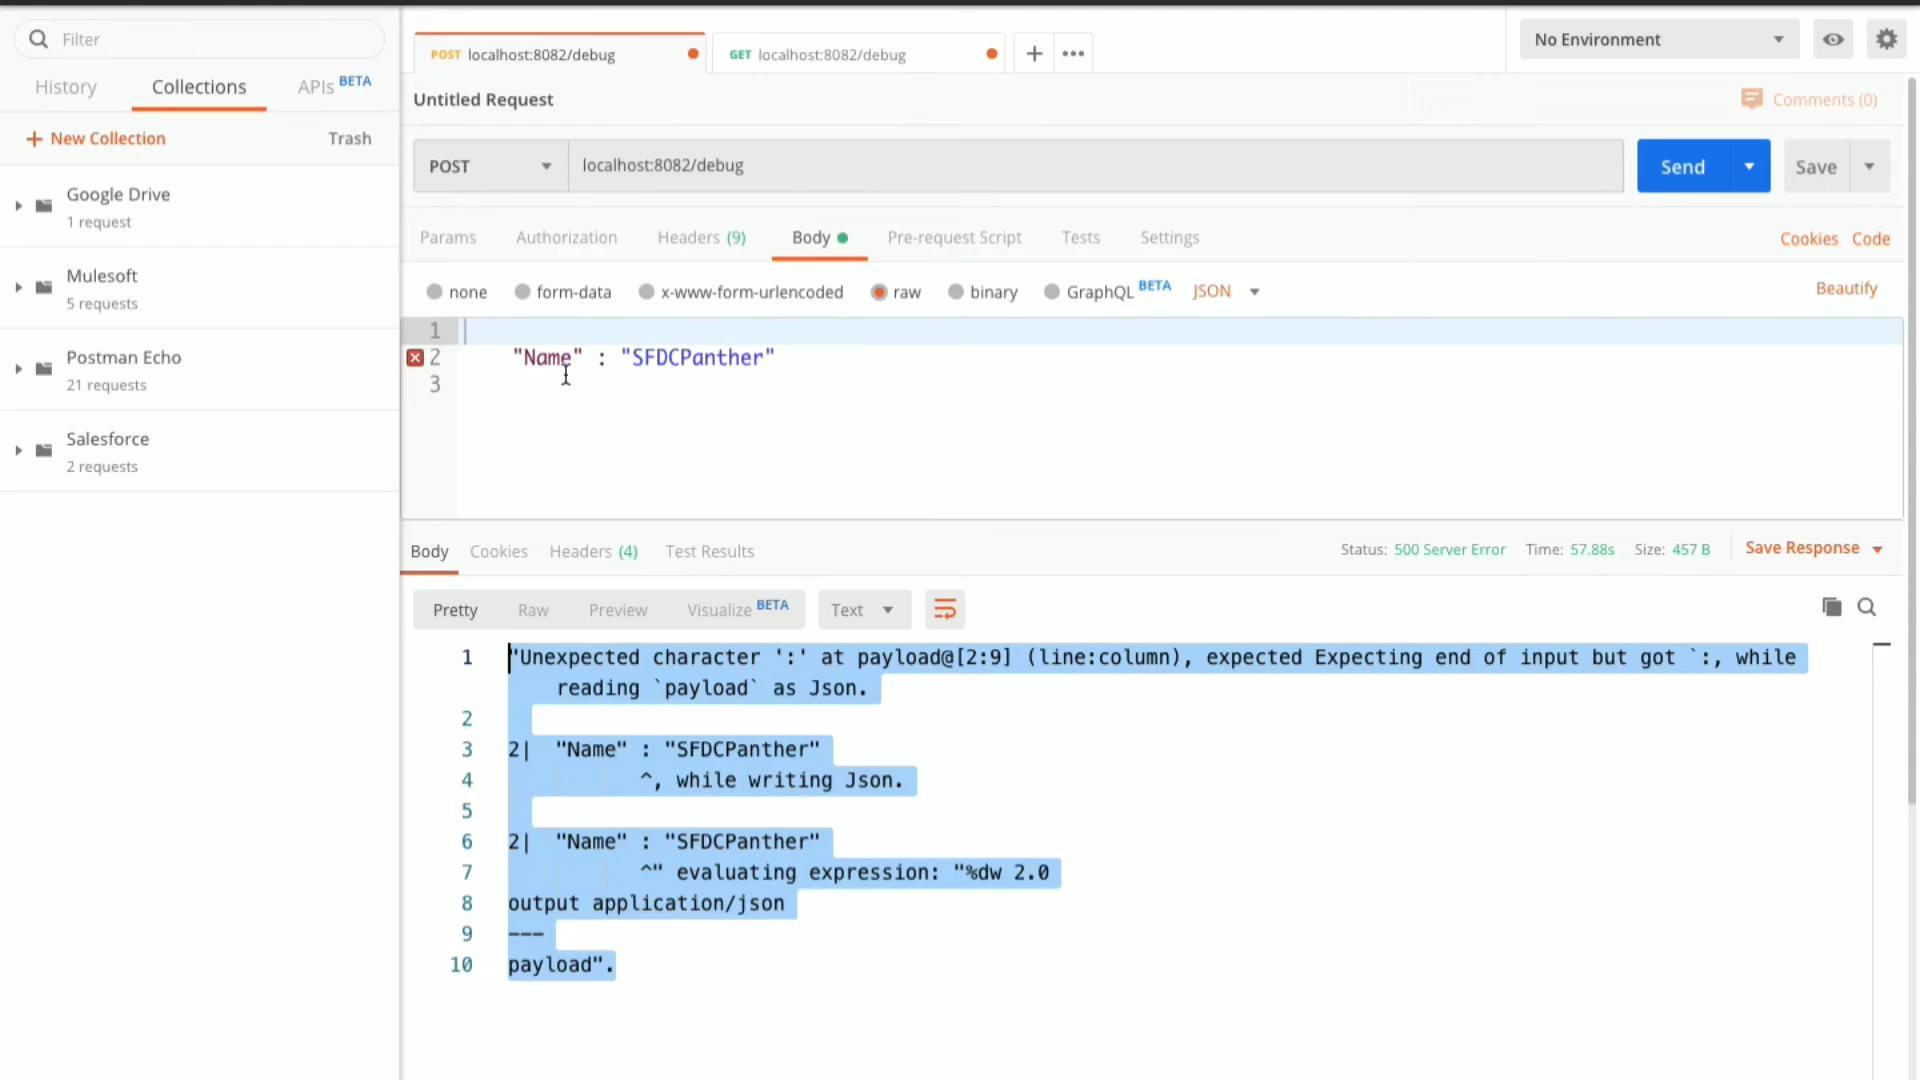 Filter
History
Collections
APIs BETA
+ New Collection
Trash
Google Drive
1 request
Mulesoft
5 requests
Postman Echo
21 requests
Salesforce
2 requests
POST localhost:8082/debug
GET localhost:8082/debug
No Environment
Untitled Request
Comments (0)
POST
localhost:8082/debug
Send
Save
Params
Authorization
Headers (9)
Body
Pre-request Script
Tests
Settings
Cookies
Code
none
form-data
x-www-form-urlencoded
raw
binary
GraphQL BETA
JSON
Beautify
1
2 "Name" : "SFDCPanther"
3
Body
Cookies
Headers (4)
Test Results
Status: 500 Server Error
Time: 57.88s
Size: 457 B
Save Response
Pretty
Raw
Preview
Visualize BETA
Text
1 "Unexpected character ':' at payload@[2:9] (line:column), expected Expecting end of input but got `:, while
reading `payload` as Json.
2
3 2| "Name" : "SFDCPanther"
4 ^, while writing Json.
5
6 2| "Name" : "SFDCPanther"
7 ^" evaluating expression: "%dw 2.0
8 output application/json
9 ---
10 payload".